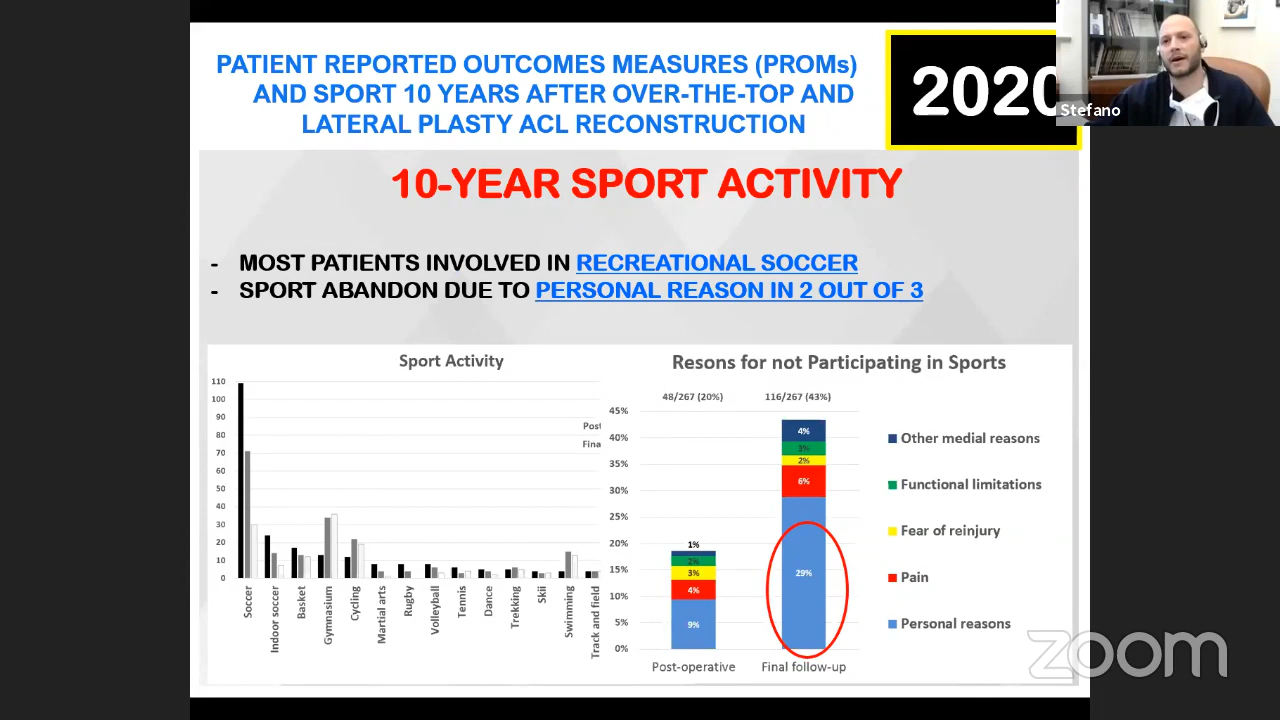 PATIENT REPORTED OUTCOMES MEASURES (PROMs)
AND SPORT 10 YEARS AFTER OVER-THE-TOP AND
LATERAL PLASTY ACL RECONSTRUCTION
2020
Stefano
10-YEAR SPORT ACTIVITY
- MOST PATIENTS INVOLVED IN RECREATIONAL SOCCER
- SPORT ABANDON DUE TO PERSONAL REASON IN 2 OUT OF 3
Sport Activity
110
100
90
80
70
60
50
40
30
20
10
0
Post
Fina
Soccer
Indoor soccer
Basket
Gymnasium
Cycling
Martial arts
Rugby
Volleyball
Tennis
Dance
Trekking
Skii
Swimming
Track and field
Resons for not Participating in Sports
48/267 (20%)
116/267 (43%)
45%
40%
35%
30%
25%
20%
15%
10%
5%
0%
1%
2%
3%
4%
9%
4%
3%
2%
6%
29%
Post-operative
Final follow-up
Other medial reasons
Functional limitations
Fear of reinjury
Pain
Personal reasons
zoom